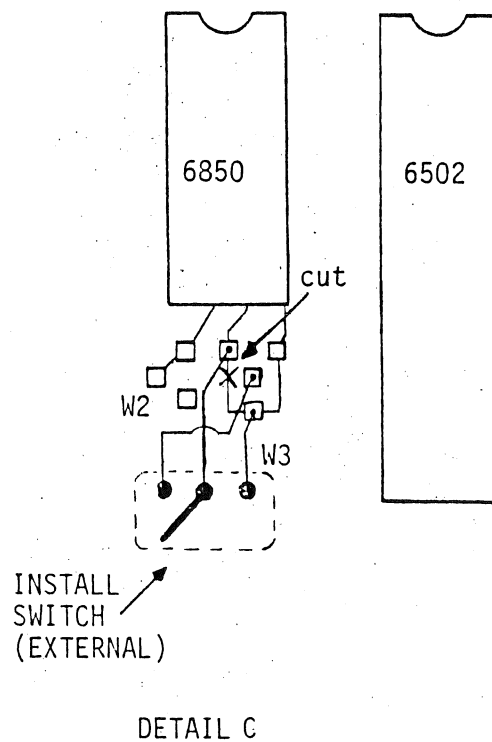 6850
6502
cut
W2
W3
INSTALL
SWITCH
(EXTERNAL)
DETAIL C